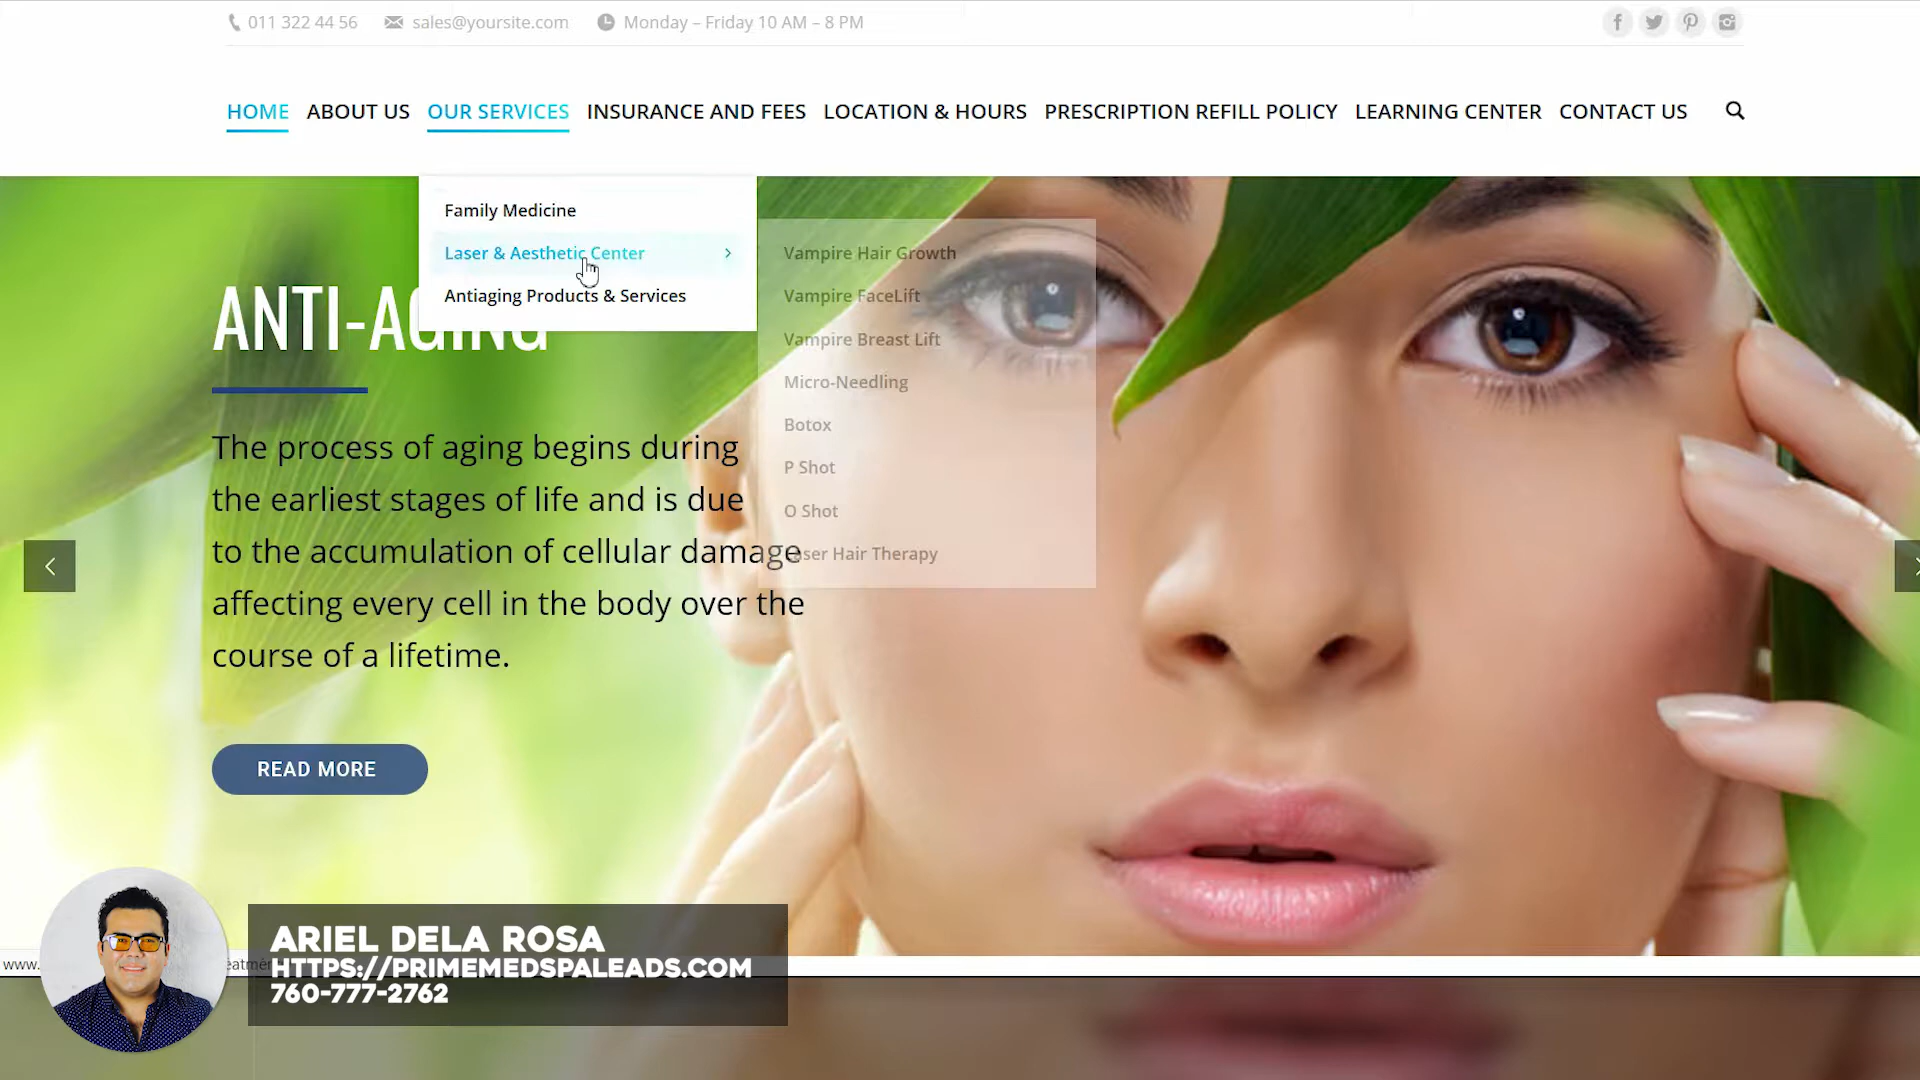 011 322 44 56 sales@yoursite.com Monday – Friday 10 AM – 8 PM
HOME ABOUT US OUR SERVICES INSURANCE AND FEES LOCATION & HOURS PRESCRIPTION REFILL POLICY LEARNING CENTER CONTACT US
Family Medicine
Laser & Aesthetic Center
Antiaging Products & Services
Vampire Hair Growth
Vampire FaceLift
Vampire Breast Lift
Micro-Needling
Botox
P Shot
O Shot
Laser Hair Therapy
ANTI-AGING
The process of aging begins during
the earliest stages of life and is due
to the accumulation of cellular damage
affecting every cell in the body over the
course of a lifetime.
READ MORE
www.
ARIEL DELA ROSA
HTTPS://PRIMEMEDSPALEADS.COM
760-777-2762